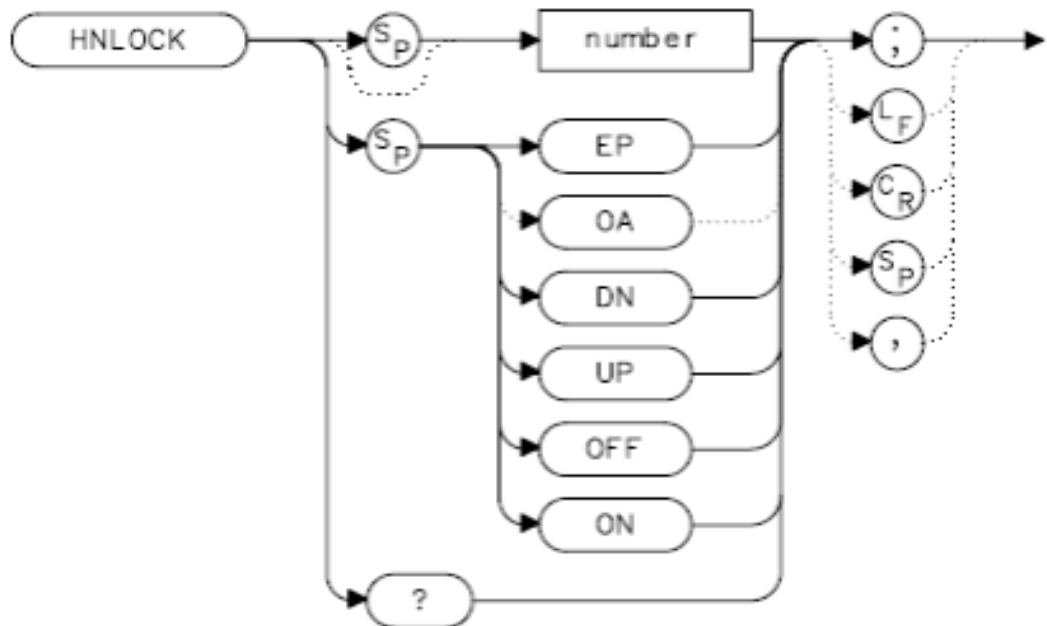 HNLOCK SP number ;
SP EP LF
OA CR
DN SP
UP ,
OFF
ON
?